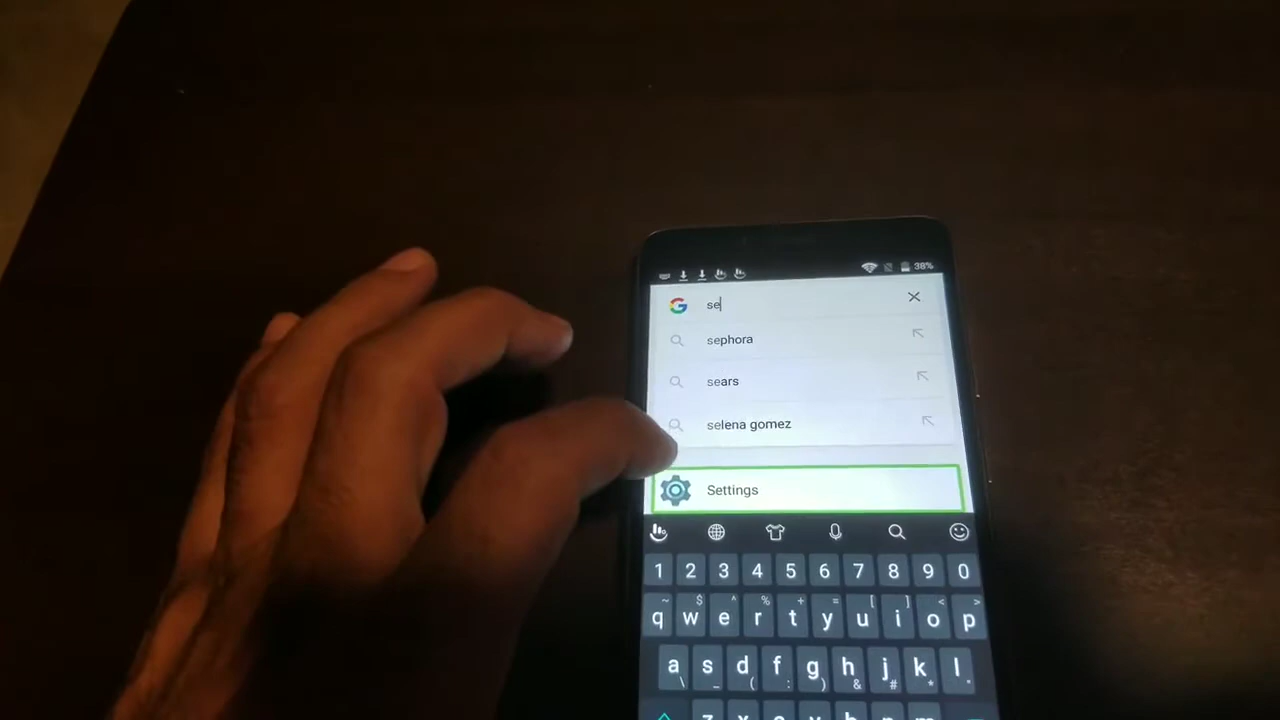 38%
se
sephora
sears
selena gomez
Settings
1 2 3 4 5 6 7 8 9 0
~ $ ^ % + = [ ] < >
q w e r t y u i o p
a s d f g h j k l
\ _ ( : ) & # * "